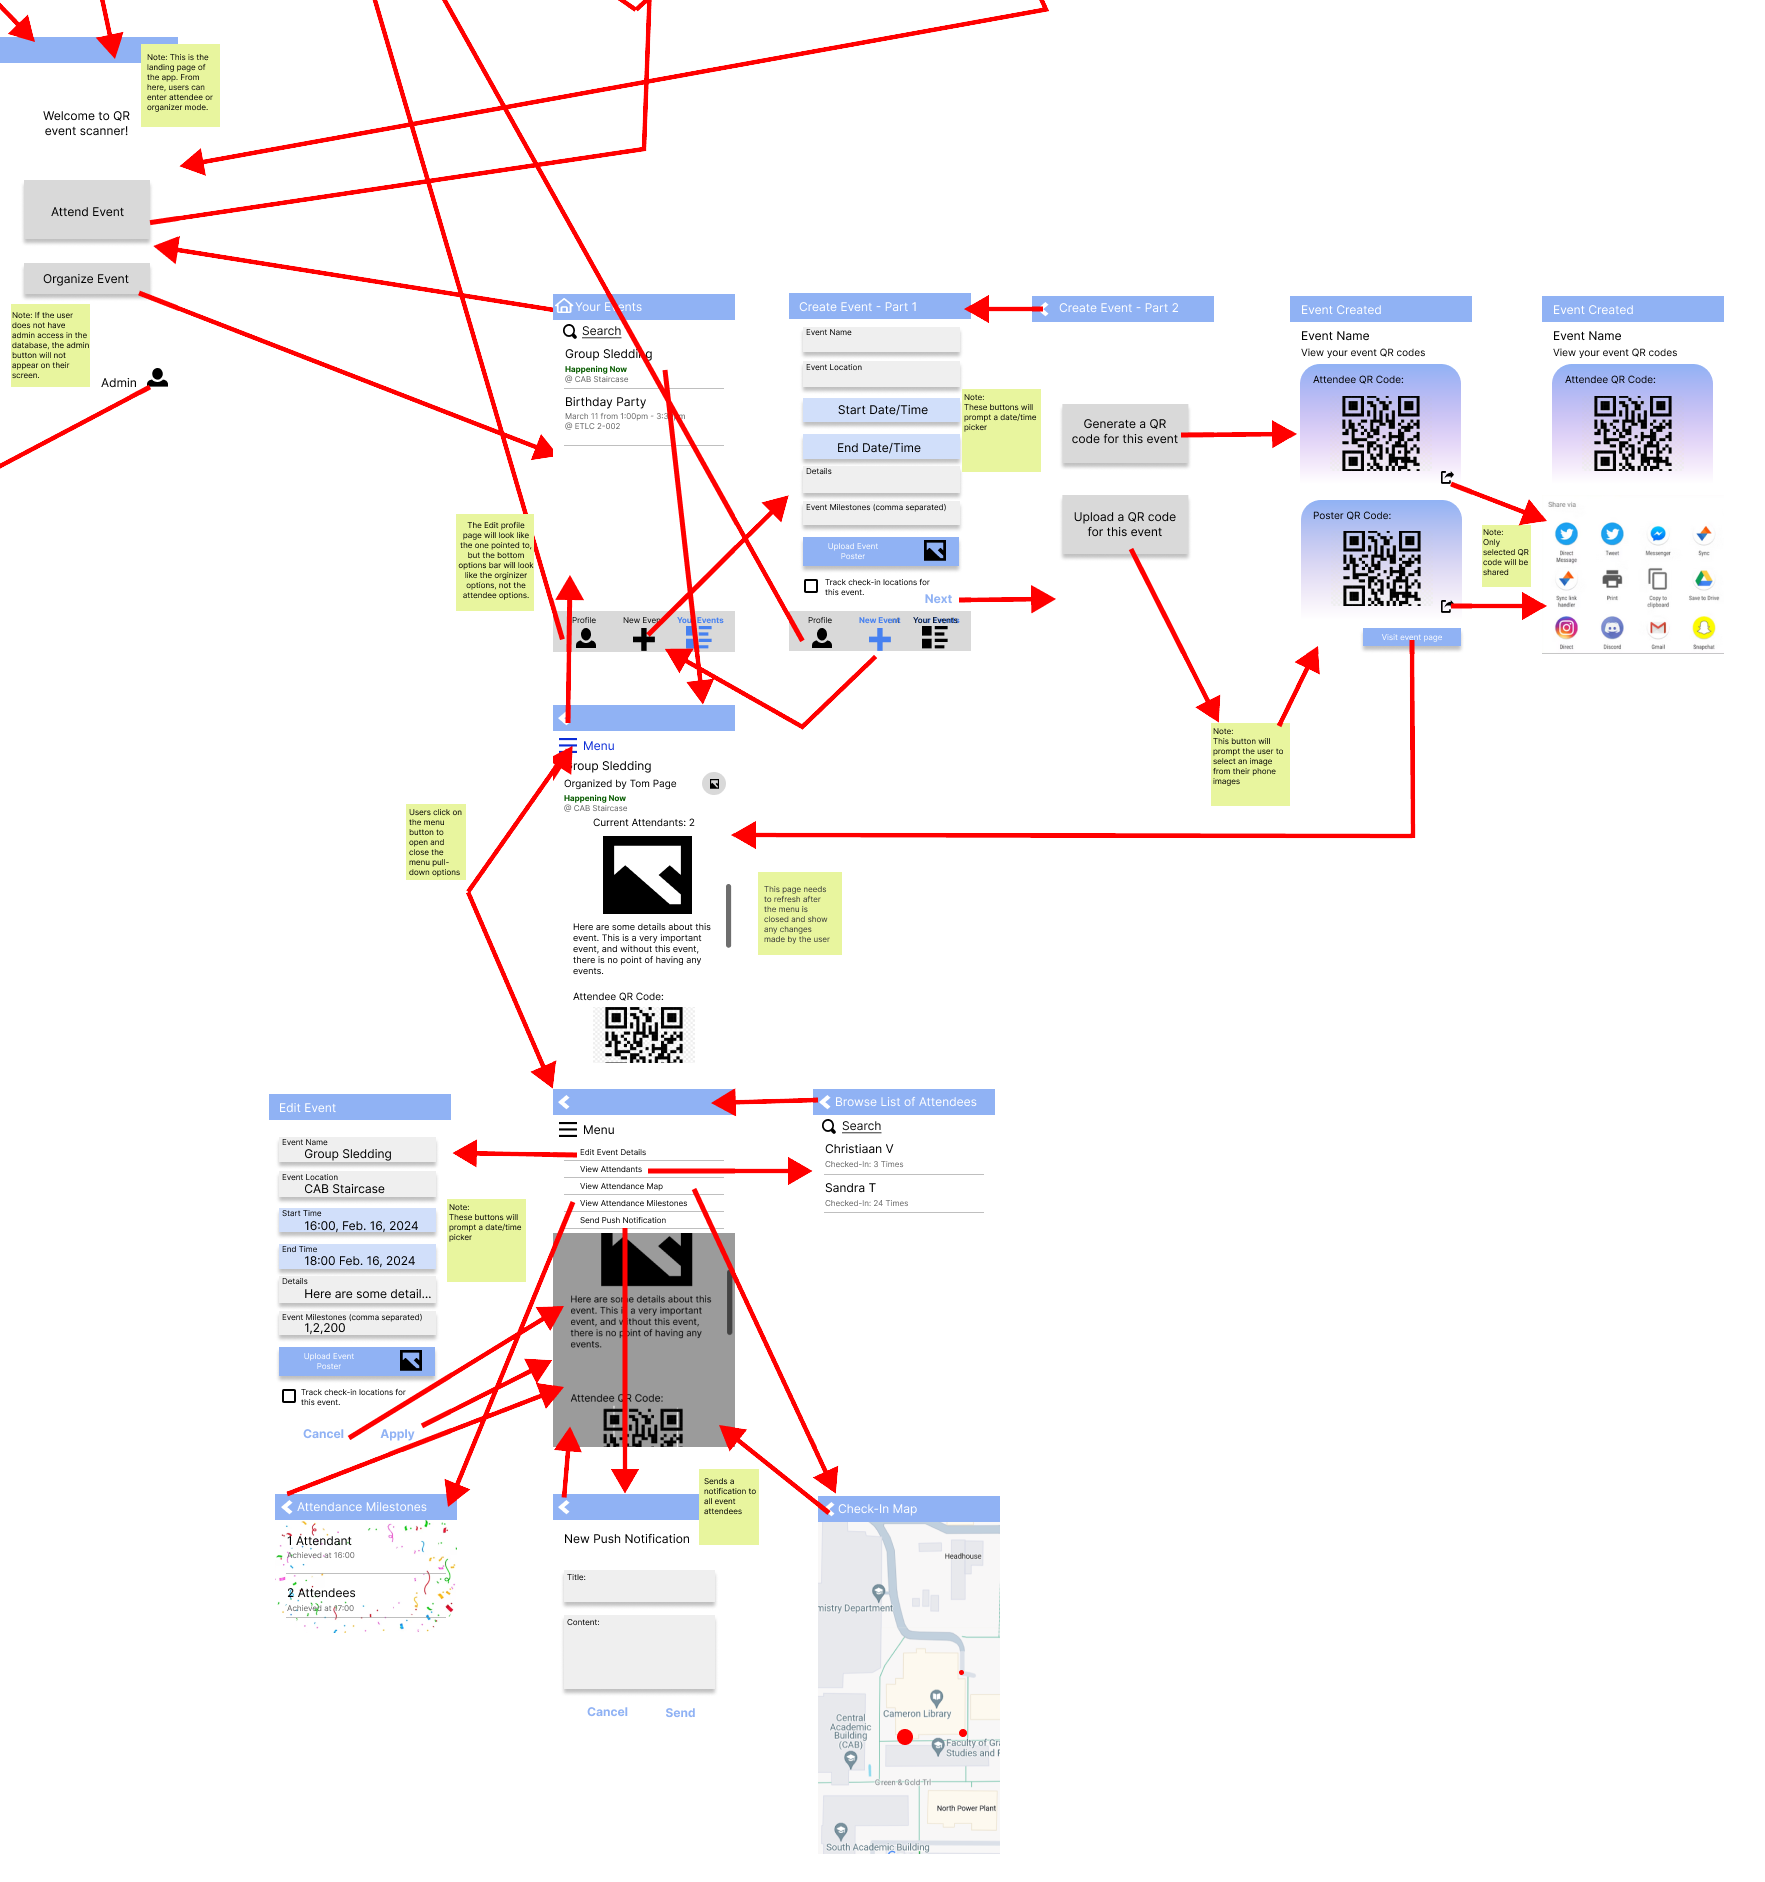 Note: This is the
landing page of
the app. From
here, users can
enter attendee or
organizer mode.
Welcome to QR
event scanner!
Attend Event
Organize Event
Note: If the user
does not have
admin access in the
database, the admin
button will not
appear on their
screen.
Admin
Your Events
Search
Group Sledding
Happening Now
@ CAB Staircase
Birthday Party
March 11 from 1:00pm - 3:3 m
@ ETLC 2-002
The Edit profile
page will look like
the one pointed to,
but the bottom
options bar will look
like the orginizer
options, not the
attendee options.
Profile
New Event
Your Events
Create Event - Part 1
Event Name
Event Location
Start Date/Time
End Date/Time
Details
Event Milestones (comma separated)
Upload Event
Poster
Track check-in locations for
this event.
Next
Profile
New Event
Your Events
Note:
These buttons will
prompt a date/time
picker
Create Event - Part 2
Generate a QR
code for this event
Upload a QR code
for this event
Note:
This button will
prompt the user to
select an image
from their phone
images
Event Created
Event Name
View your event QR codes
Attendee QR Code:
Poster QR Code:
Visit event page
Note:
Only
selected QR
code will be
shared
Event Created
Event Name
View your event QR codes
Attendee QR Code:
Share via
Direct
Message
Tweet
Messenger
Sync
Sync link
handler
Print
Copy to
clipboard
Save to Drive
Direct
Discord
Gmail
Snapchat
Menu
Group Sledding
Organized by Tom Page
Happening Now
@ CAB Staircase
Current Attendants: 2
Here are some details about this
event. This is a very important
event, and without this event,
there is no point of having any
events.
Attendee QR Code:
Users click on
the menu
button to
open and
close the
menu pull-
down options
This page needs
to refresh after
the menu is
closed and show
any changes
made by the user
Edit Event
Event Name
Group Sledding
Event Location
CAB Staircase
Start Time
16:00, Feb. 16, 2024
End Time
18:00 Feb. 16, 2024
Details
Here are some detail...
Event Milestones (comma separated)
1,2,200
Upload Event
Poster
Track check-in locations for
this event.
Cancel
Apply
Note:
These buttons will
prompt a date/time
picker
Menu
Edit Event Details
View Attendants
View Attendance Map
View Attendance Milestones
Send Push Notification
Here are some details about this
event. This is a very important
event, and without this event,
there is no point of having any
events.
Attendee QR Code:
Browse List of Attendees
Search
Christiaan V
Checked-In: 3 Times
Sandra T
Checked-In: 24 Times
Attendance Milestones
1 Attendant
Achieved at 16:00
2 Attendees
Achieved at 17:00
New Push Notification
Title:
Content:
Cancel
Send
Sends a
notification to
all event
attendees
Check-In Map
Headhouse
mistry Department
Cameron Library
Central
Academic
Building
(CAB)
Faculty of Gra
Studies and R
Green & Gold Trl
North Power Plant
South Academic Building